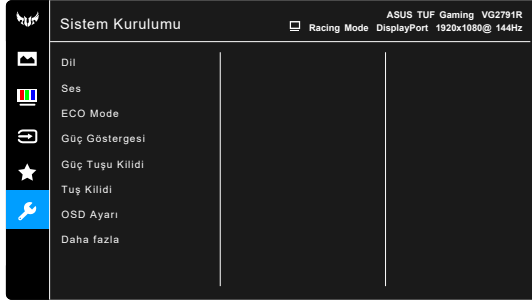 Sistem Kurulumu
ASUS TUF Gaming VG2791R
Racing Mode DisplayPort 1920x1080@ 144Hz
Dil
Ses
ECO Mode
Güç Göstergesi
Güç Tuşu Kilidi
Tuş Kilidi
OSD Ayarı
Daha fazla